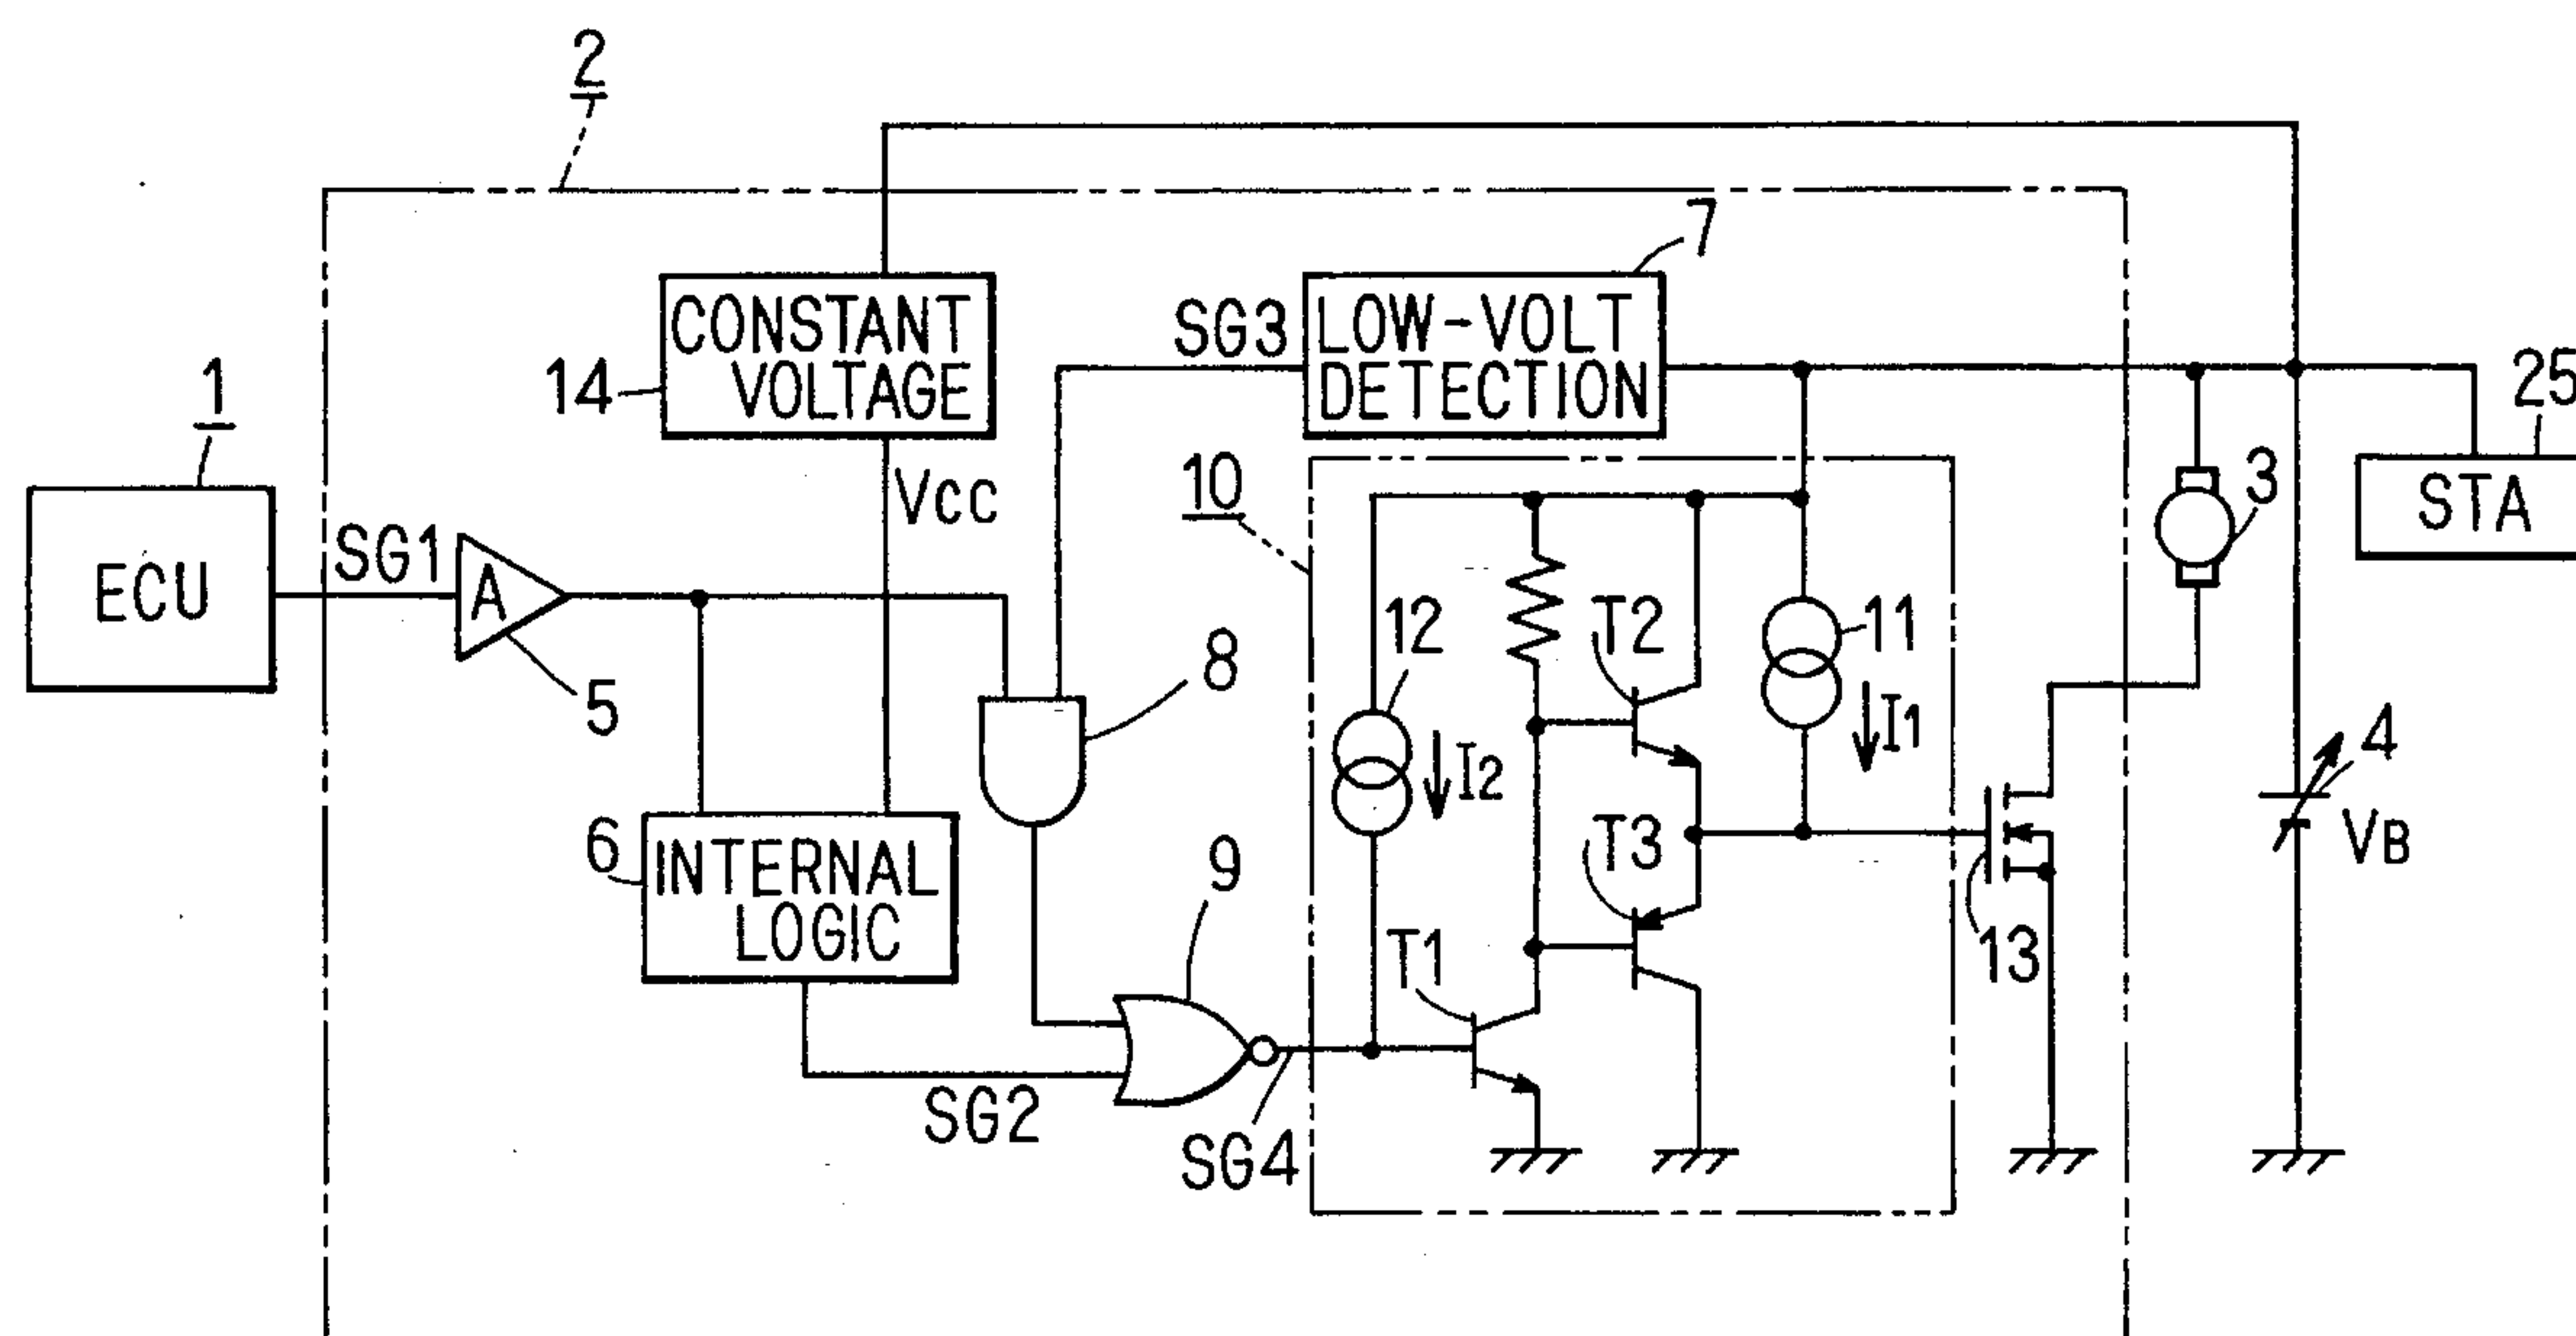 2
7
CONSTANT
VOLTAGE
SG3
LOW-VOLT
DETECTION
14
1
25
10
VCC
3
STA
ECU
SG1
A
5
8
12
T2
11
I2
I1
4
VB
6
INTERNAL
LOGIC
9
T3
T1
13
SG2
SG4